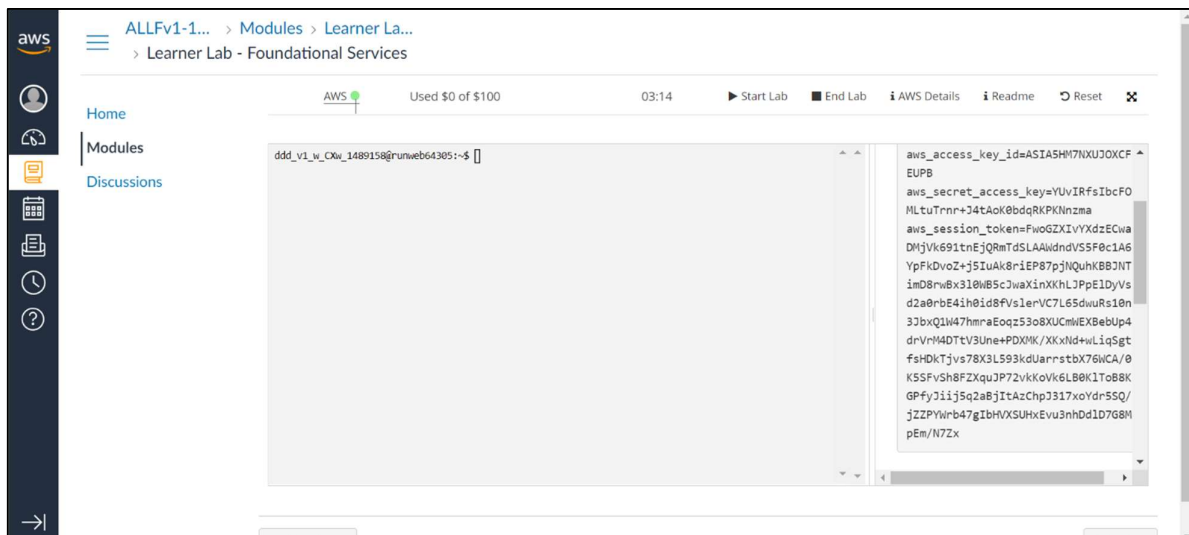 aws
ALLFv1-1... > Modules > Learner La...
> Learner Lab - Foundational Services
Home
Modules
Discussions
AWS Used $0 of $100 03:14 Start Lab End Lab AWS Details Readme Reset
ddd_v1_w_CXw_1489158@runweb64305:~$ []
aws_access_key_id=ASIA5HM7NXUJOXCF
EUPB
aws_secret_access_key=YUvIRfsIbcFO
MLtuTrnr+J4tAoK0bdqRKPKNnzma
aws_session_token=FwoGZXIvYXdzECwa
DMjVk691tnEjQRmTdSLAAWdndVS5F0c1A6
YpFkDvoZ+j5IuAk8riEP87pjNQuhKBBJNT
imD8rwBx3l0WB5cJwaXinXKhLJPpElDyVs
d2a0rbE4ih0id8fVslerVC7L65dwuRs10n
3JbxQ1W47hmraEoqz53o8XUCmWEXBebUp4
drVrM4DTtV3Une+PDXMK/XKxNd+wLiqSgt
fsHDkTjvs78X3L593kdUarrstbX76WCA/0
K5SFvSh8FZXquJP72vkKoVk6LB0KlToB8K
GPfyJiij5q2aBjItAzChpJ317xoYdr5SQ/
jZZPYWrb47gIbHVXSUHxEvu3nhDdlD7G8M
pEm/N7Zx